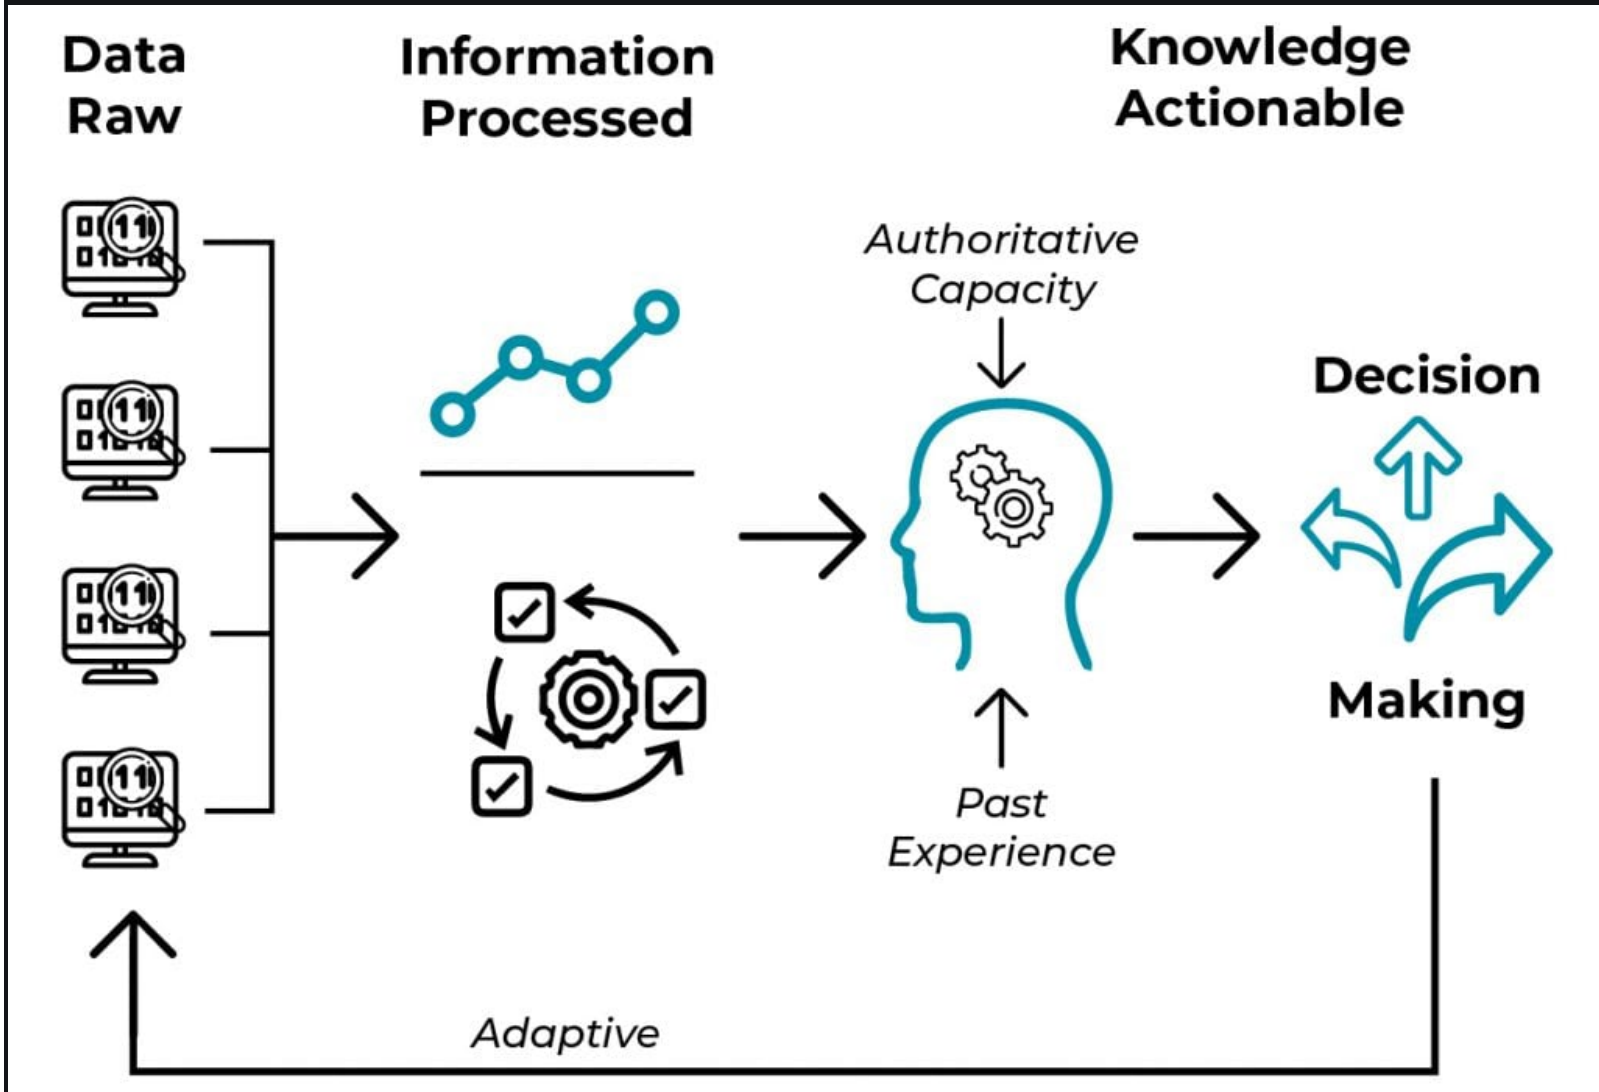 Data
Raw
Information
Processed
Knowledge
Actionable
Authoritative
Capacity
Decision
Making
Past
Experience
Adaptive